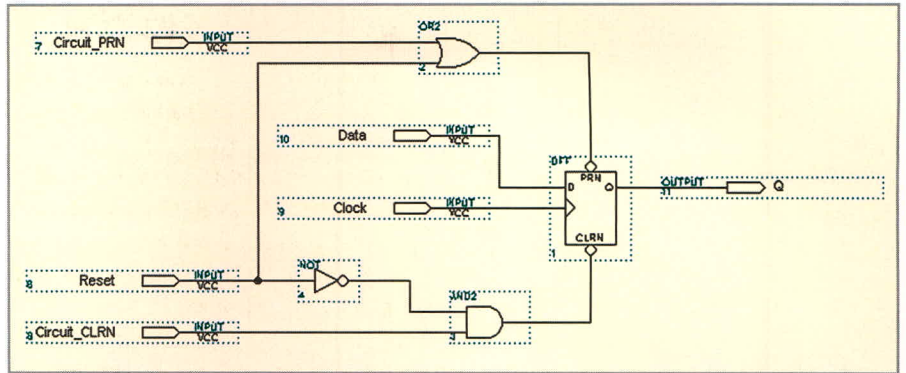 OR2
7 Circuit_PRN INPUT VCC
2
10 Data INPUT VCC
DFF
PRN
D Q
OUTPUT 11 Q
9 Clock INPUT VCC
CLRN
1
NOT
Reset INPUT VCC
4
AND2
Circuit_CLRN INPUT VCC
3